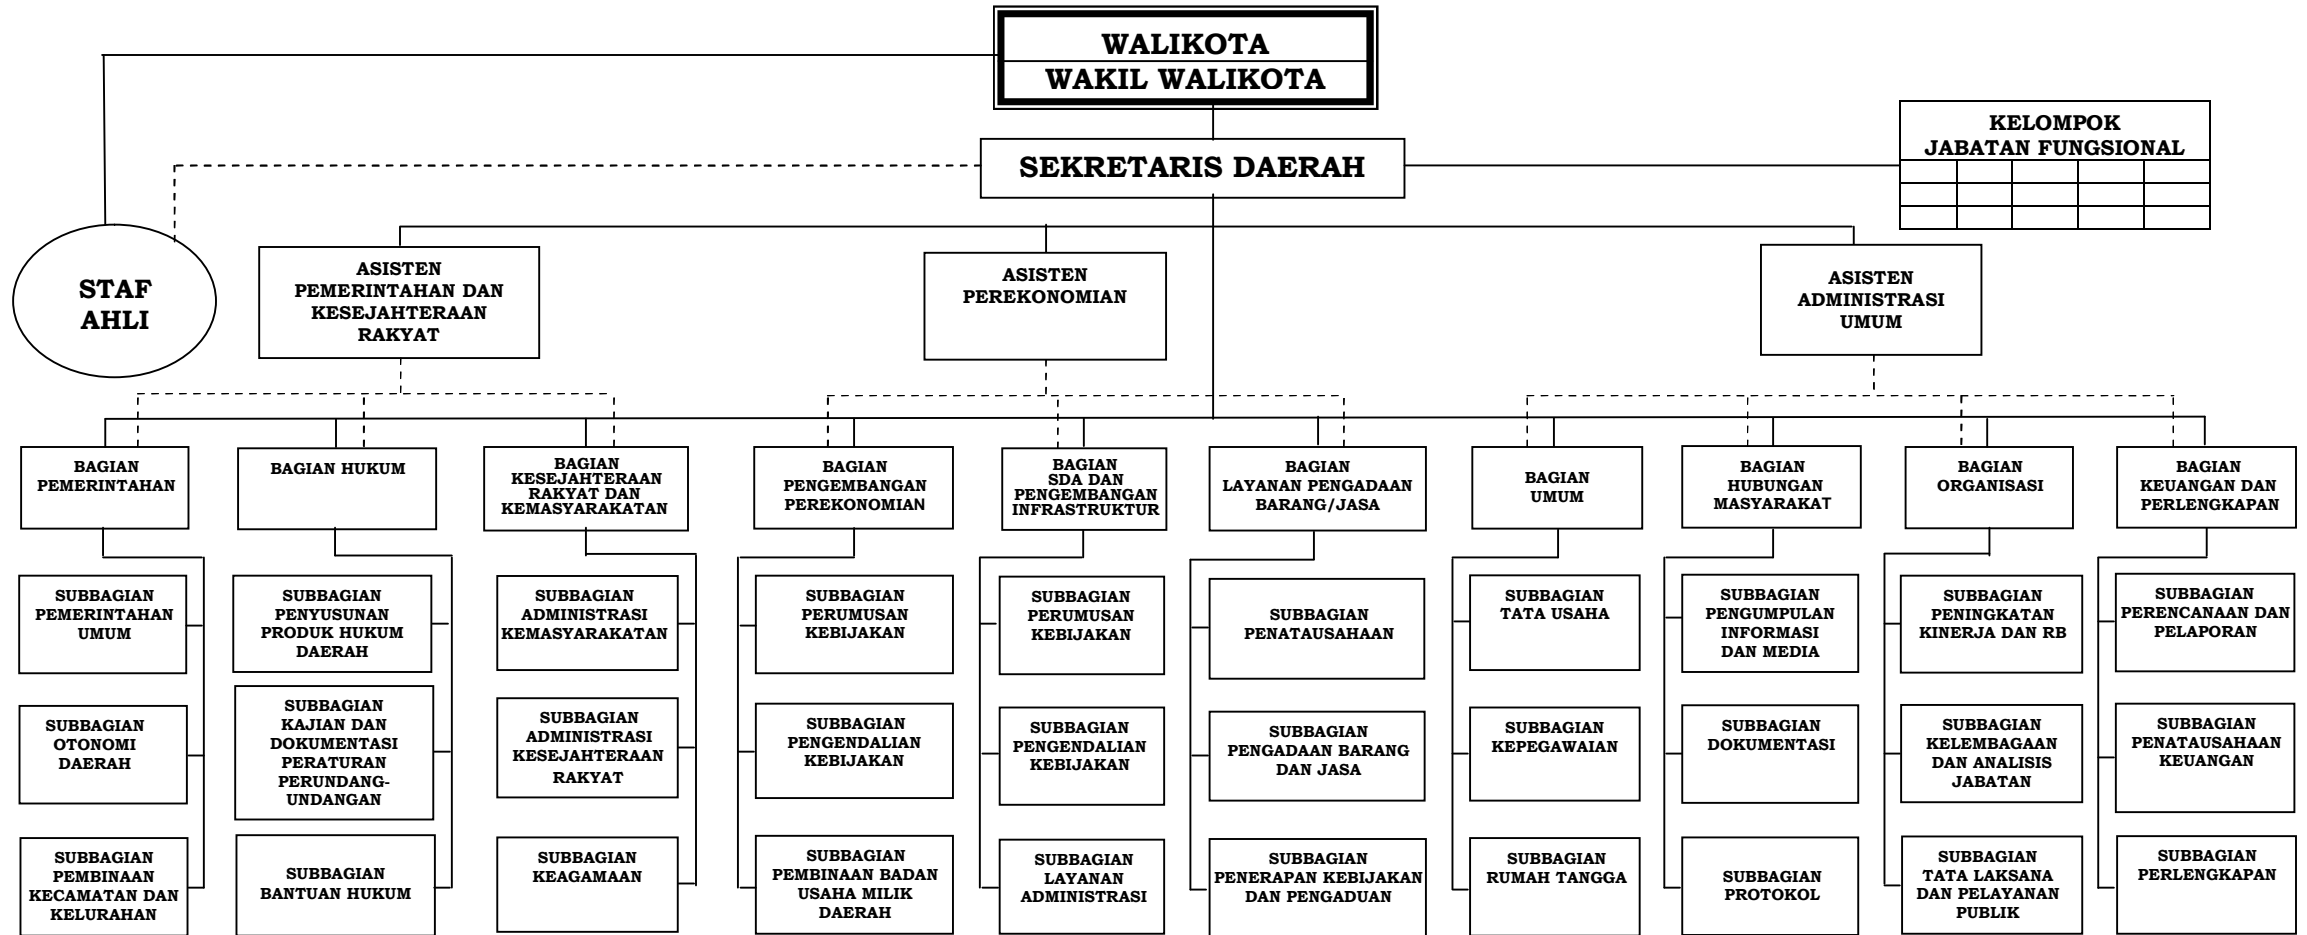 WALIKOTA
WAKIL WALIKOTA
SEKRETARIS DAERAH
KELOMPOK
JABATAN FUNGSIONAL
STAF
AHLI
ASISTEN
PEMERINTAHAN DAN
KESEJAHTERAAN
RAKYAT
ASISTEN
PEREKONOMIAN
ASISTEN
ADMINISTRASI
UMUM
BAGIAN
PEMERINTAHAN
BAGIAN HUKUM
BAGIAN
KESEJAHTERAAN
RAKYAT DAN
KEMASYARAKATAN
BAGIAN
PENGEMBANGAN
PEREKONOMIAN
BAGIAN
SDA DAN
PENGEMBANGAN
INFRASTRUKTUR
BAGIAN
LAYANAN PENGADAAN
BARANG/JASA
BAGIAN
UMUM
BAGIAN
HUBUNGAN
MASYARAKAT
BAGIAN
ORGANISASI
BAGIAN
KEUANGAN DAN
PERLENGKAPAN
SUBBAGIAN
PEMERINTAHAN
UMUM
SUBBAGIAN
PENYUSUNAN
PRODUK HUKUM
DAERAH
SUBBAGIAN
ADMINISTRASI
KEMASYARAKATAN
SUBBAGIAN
PERUMUSAN
KEBIJAKAN
SUBBAGIAN
PERUMUSAN
KEBIJAKAN
SUBBAGIAN
PENATAUSAHAAN
SUBBAGIAN
TATA USAHA
SUBBAGIAN
PENGUMPULAN
INFORMASI
DAN MEDIA
SUBBAGIAN
PENINGKATAN
KINERJA DAN RB
SUBBAGIAN
PERENCANAAN DAN
PELAPORAN
SUBBAGIAN
OTONOMI
DAERAH
SUBBAGIAN
KAJIAN DAN
DOKUMENTASI
PERATURAN
PERUNDANG-
UNDANGAN
SUBBAGIAN
ADMINISTRASI
KESEJAHTERAAN
RAKYAT
SUBBAGIAN
PENGENDALIAN
KEBIJAKAN
SUBBAGIAN
PENGENDALIAN
KEBIJAKAN
SUBBAGIAN
PENGADAAN BARANG
DAN JASA
SUBBAGIAN
KEPEGAWAIAN
SUBBAGIAN
DOKUMENTASI
SUBBAGIAN
KELEMBAGAAN
DAN ANALISIS
JABATAN
SUBBAGIAN
PENATAUSAHAAN
KEUANGAN
SUBBAGIAN
PEMBINAAN
KECAMATAN DAN
KELURAHAN
SUBBAGIAN
BANTUAN HUKUM
SUBBAGIAN
KEAGAMAAN
SUBBAGIAN
PEMBINAAN BADAN
USAHA MILIK
DAERAH
SUBBAGIAN
LAYANAN
ADMINISTRASI
SUBBAGIAN
PENERAPAN KEBIJAKAN
DAN PENGADUAN
SUBBAGIAN
RUMAH TANGGA
SUBBAGIAN
PROTOKOL
SUBBAGIAN
TATA LAKSANA
DAN PELAYANAN
PUBLIK
SUBBAGIAN
PERLENGKAPAN